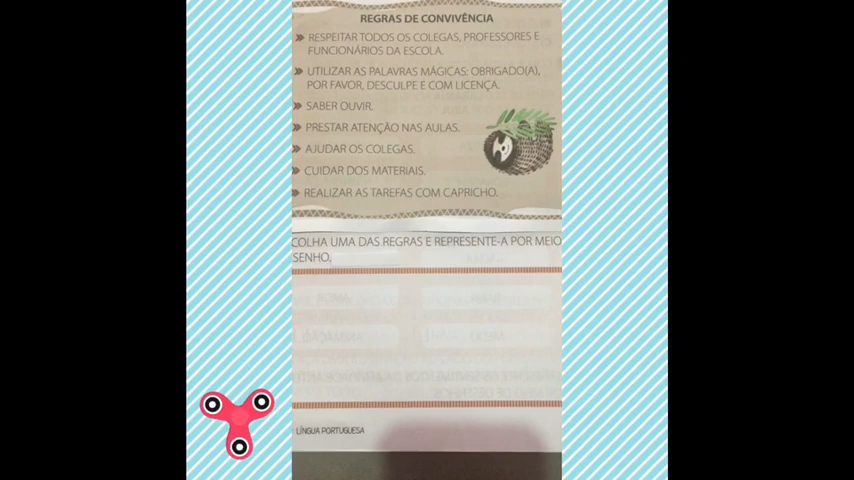 REGRAS DE CONVIVÊNCIA
RESPEITAR TODOS OS COLEGAS, PROFESSORES E
FUNCIONÁRIOS DA ESCOLA.
UTILIZAR AS PALAVRAS MÁGICAS: OBRIGADO(A),
POR FAVOR, DESCULPE E COM LICENÇA.
SABER OUVIR.
PRESTAR ATENÇÃO NAS AULAS.
AJUDAR OS COLEGAS.
CUIDAR DOS MATERIAIS.
REALIZAR AS TAREFAS COM CAPRICHO.
COLHA UMA DAS REGRAS E REPRESENTE-A POR MEIO
SENHO.
LÍNGUA PORTUGUESA